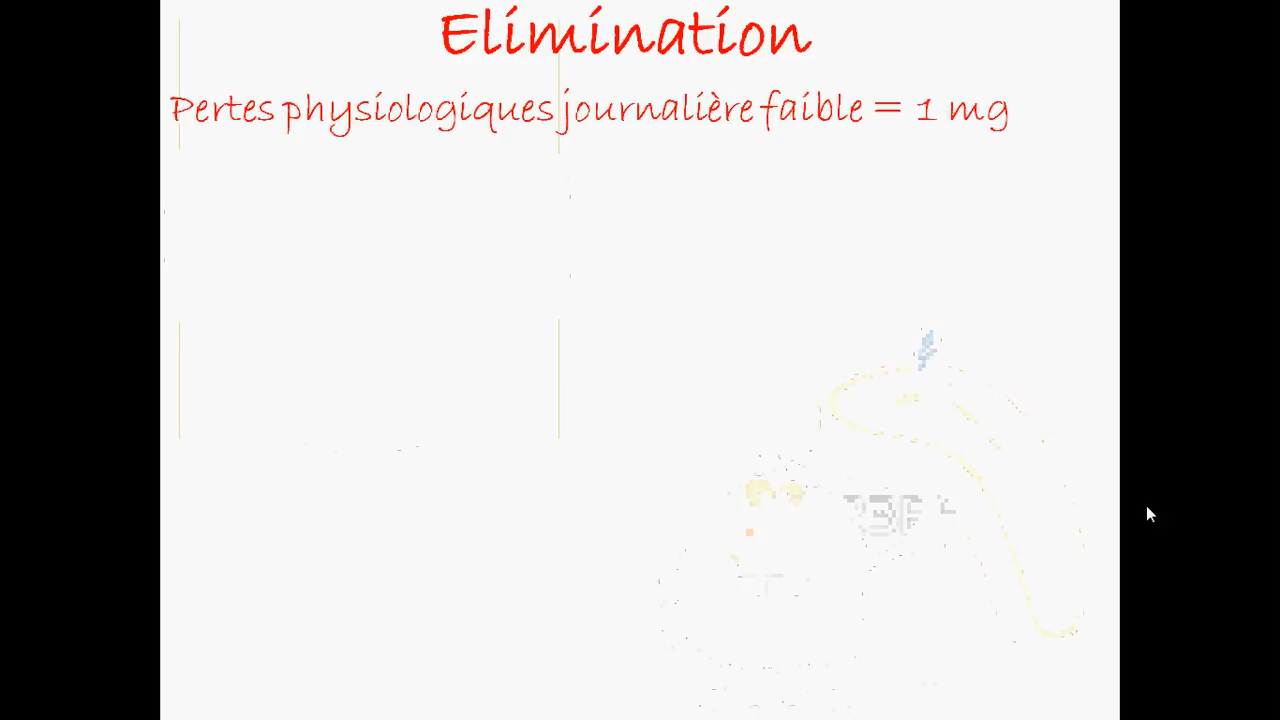 Elimination
Pertes physiologiques journalière faible = 1 mg